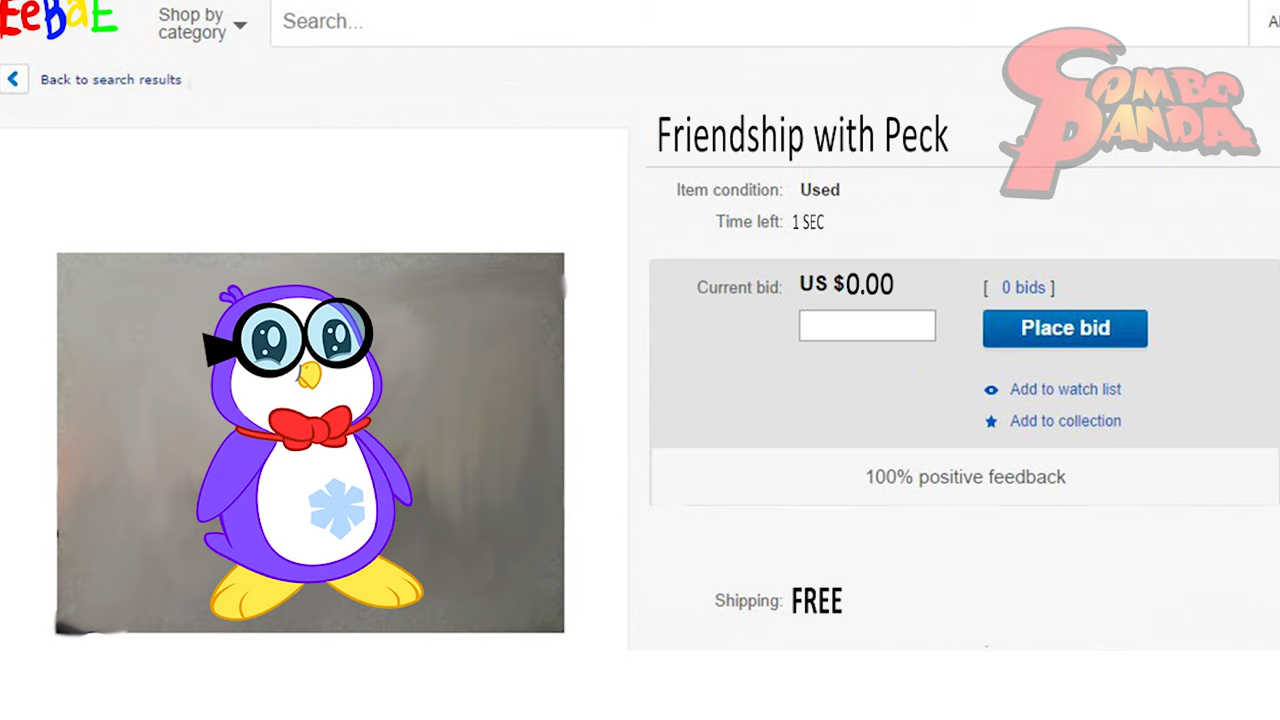 EeBaE
Shop by
category
Search...
Back to search results
COMBO
PANDA
Friendship with Peck
Item condition: Used
Time left: 1 SEC
Current bid: US $0.00 [ 0 bids ]
Place bid
Add to watch list
Add to collection
100% positive feedback
Shipping: FREE